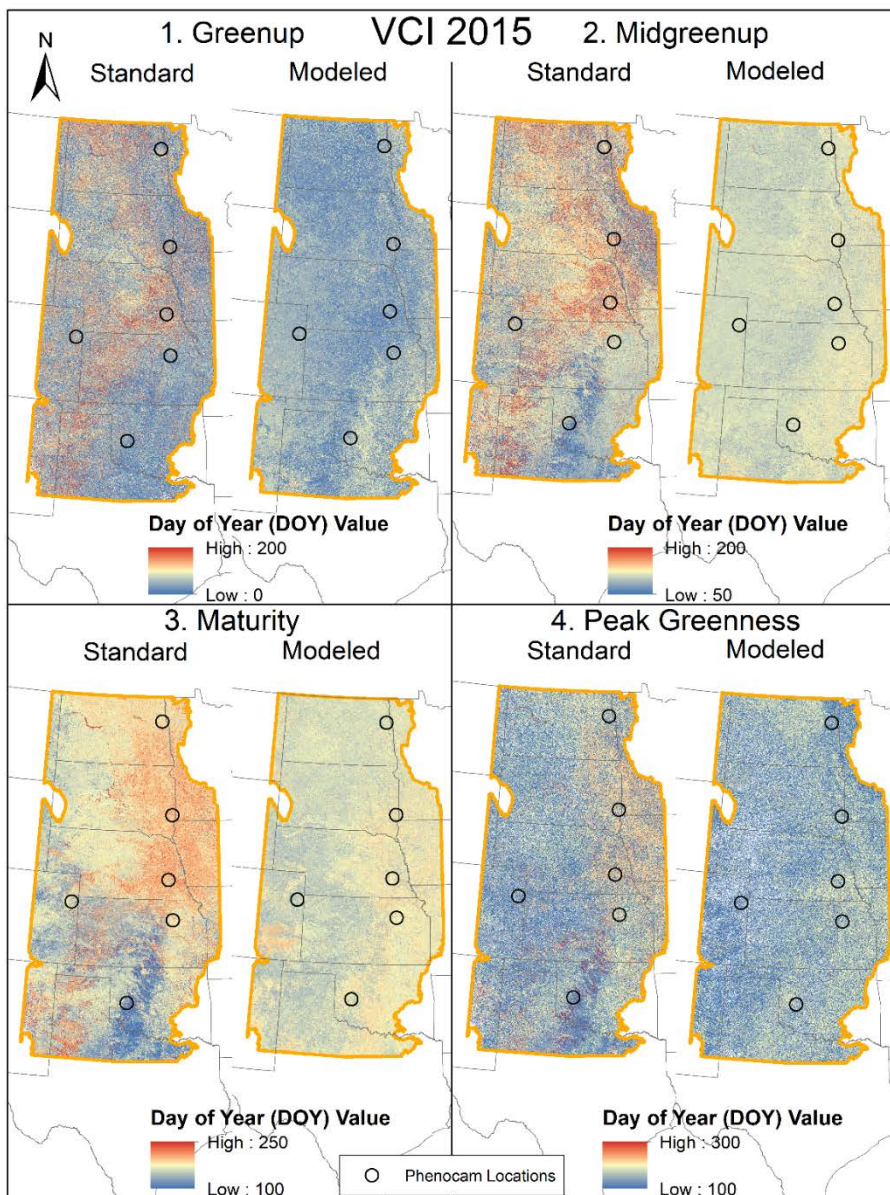 VCI 2015
1. Greenup
2. Midgreenup
N
Standard
Modeled
Standard
Modeled
Day of Year (DOY) Value
High : 200
Low : 0
Day of Year (DOY) Value
High : 200
Low : 50
3. Maturity
4. Peak Greenness
Standard
Modeled
Standard
Modeled
Day of Year (DOY) Value
High : 250
Low : 100
Day of Year (DOY) Value
High : 300
Low : 100
Phenocam Locations